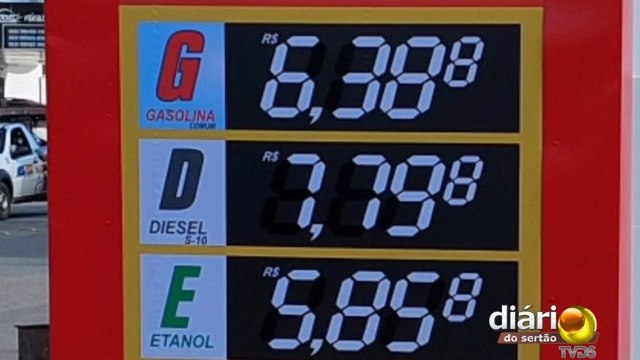 G
GASOLINA
COMUM
R$ 6,38 8
D
DIESEL
S-10
R$ 7,79 8
E
ETANOL
R$ 5,85 8
diário
do sertão
TVDS